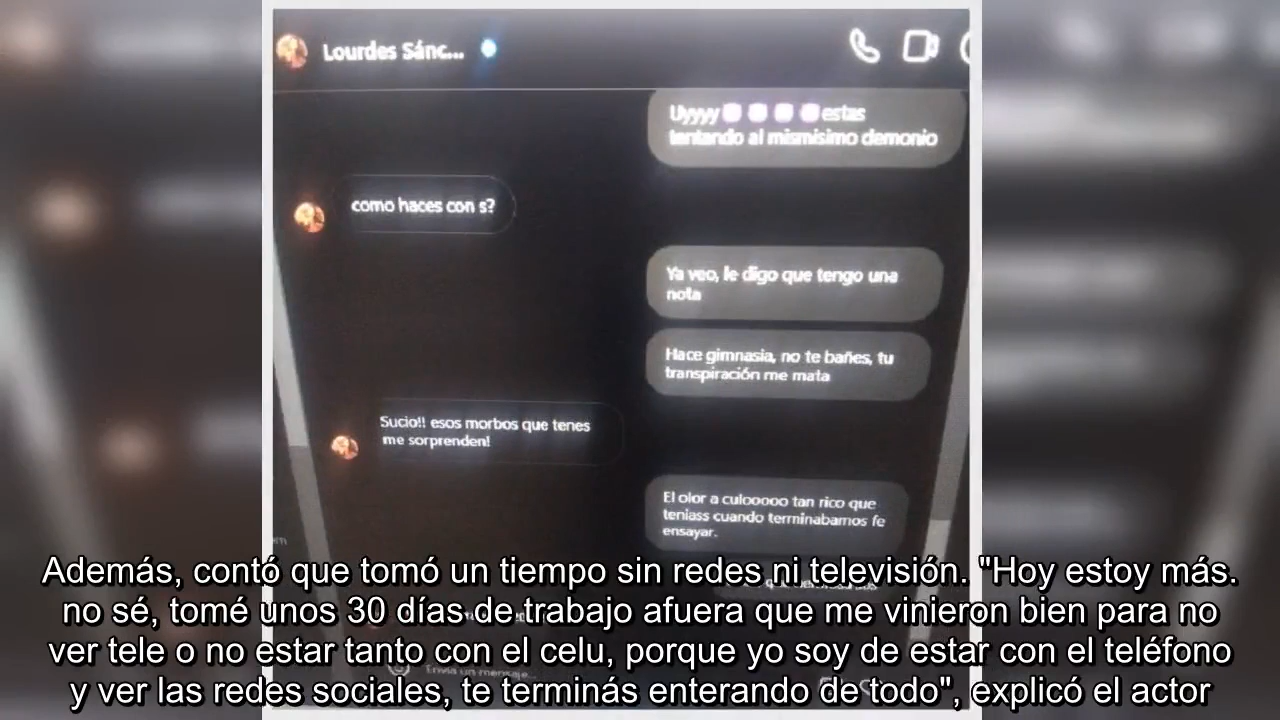 Lourdes Sánc...
Uyyyy estas
tentando al mismisimo demonio
como haces con s?
Ya veo, le digo que tengo una
nota
Hace gimnasia, no te bañes, tu
transpiración me mata
Sucio!! esos morbos que tenes
me sorprenden!
El olor a culooooo tan rico que
teniass cuando terminabamos fe
ensayar.
Envía un mensaje...
Además, contó que tomó un tiempo sin redes ni televisión. "Hoy estoy más.
no sé, tomé unos 30 días de trabajo afuera que me vinieron bien para no
ver tele o no estar tanto con el celu, porque yo soy de estar con el teléfono
y ver las redes sociales, te terminás enterando de todo", explicó el actor